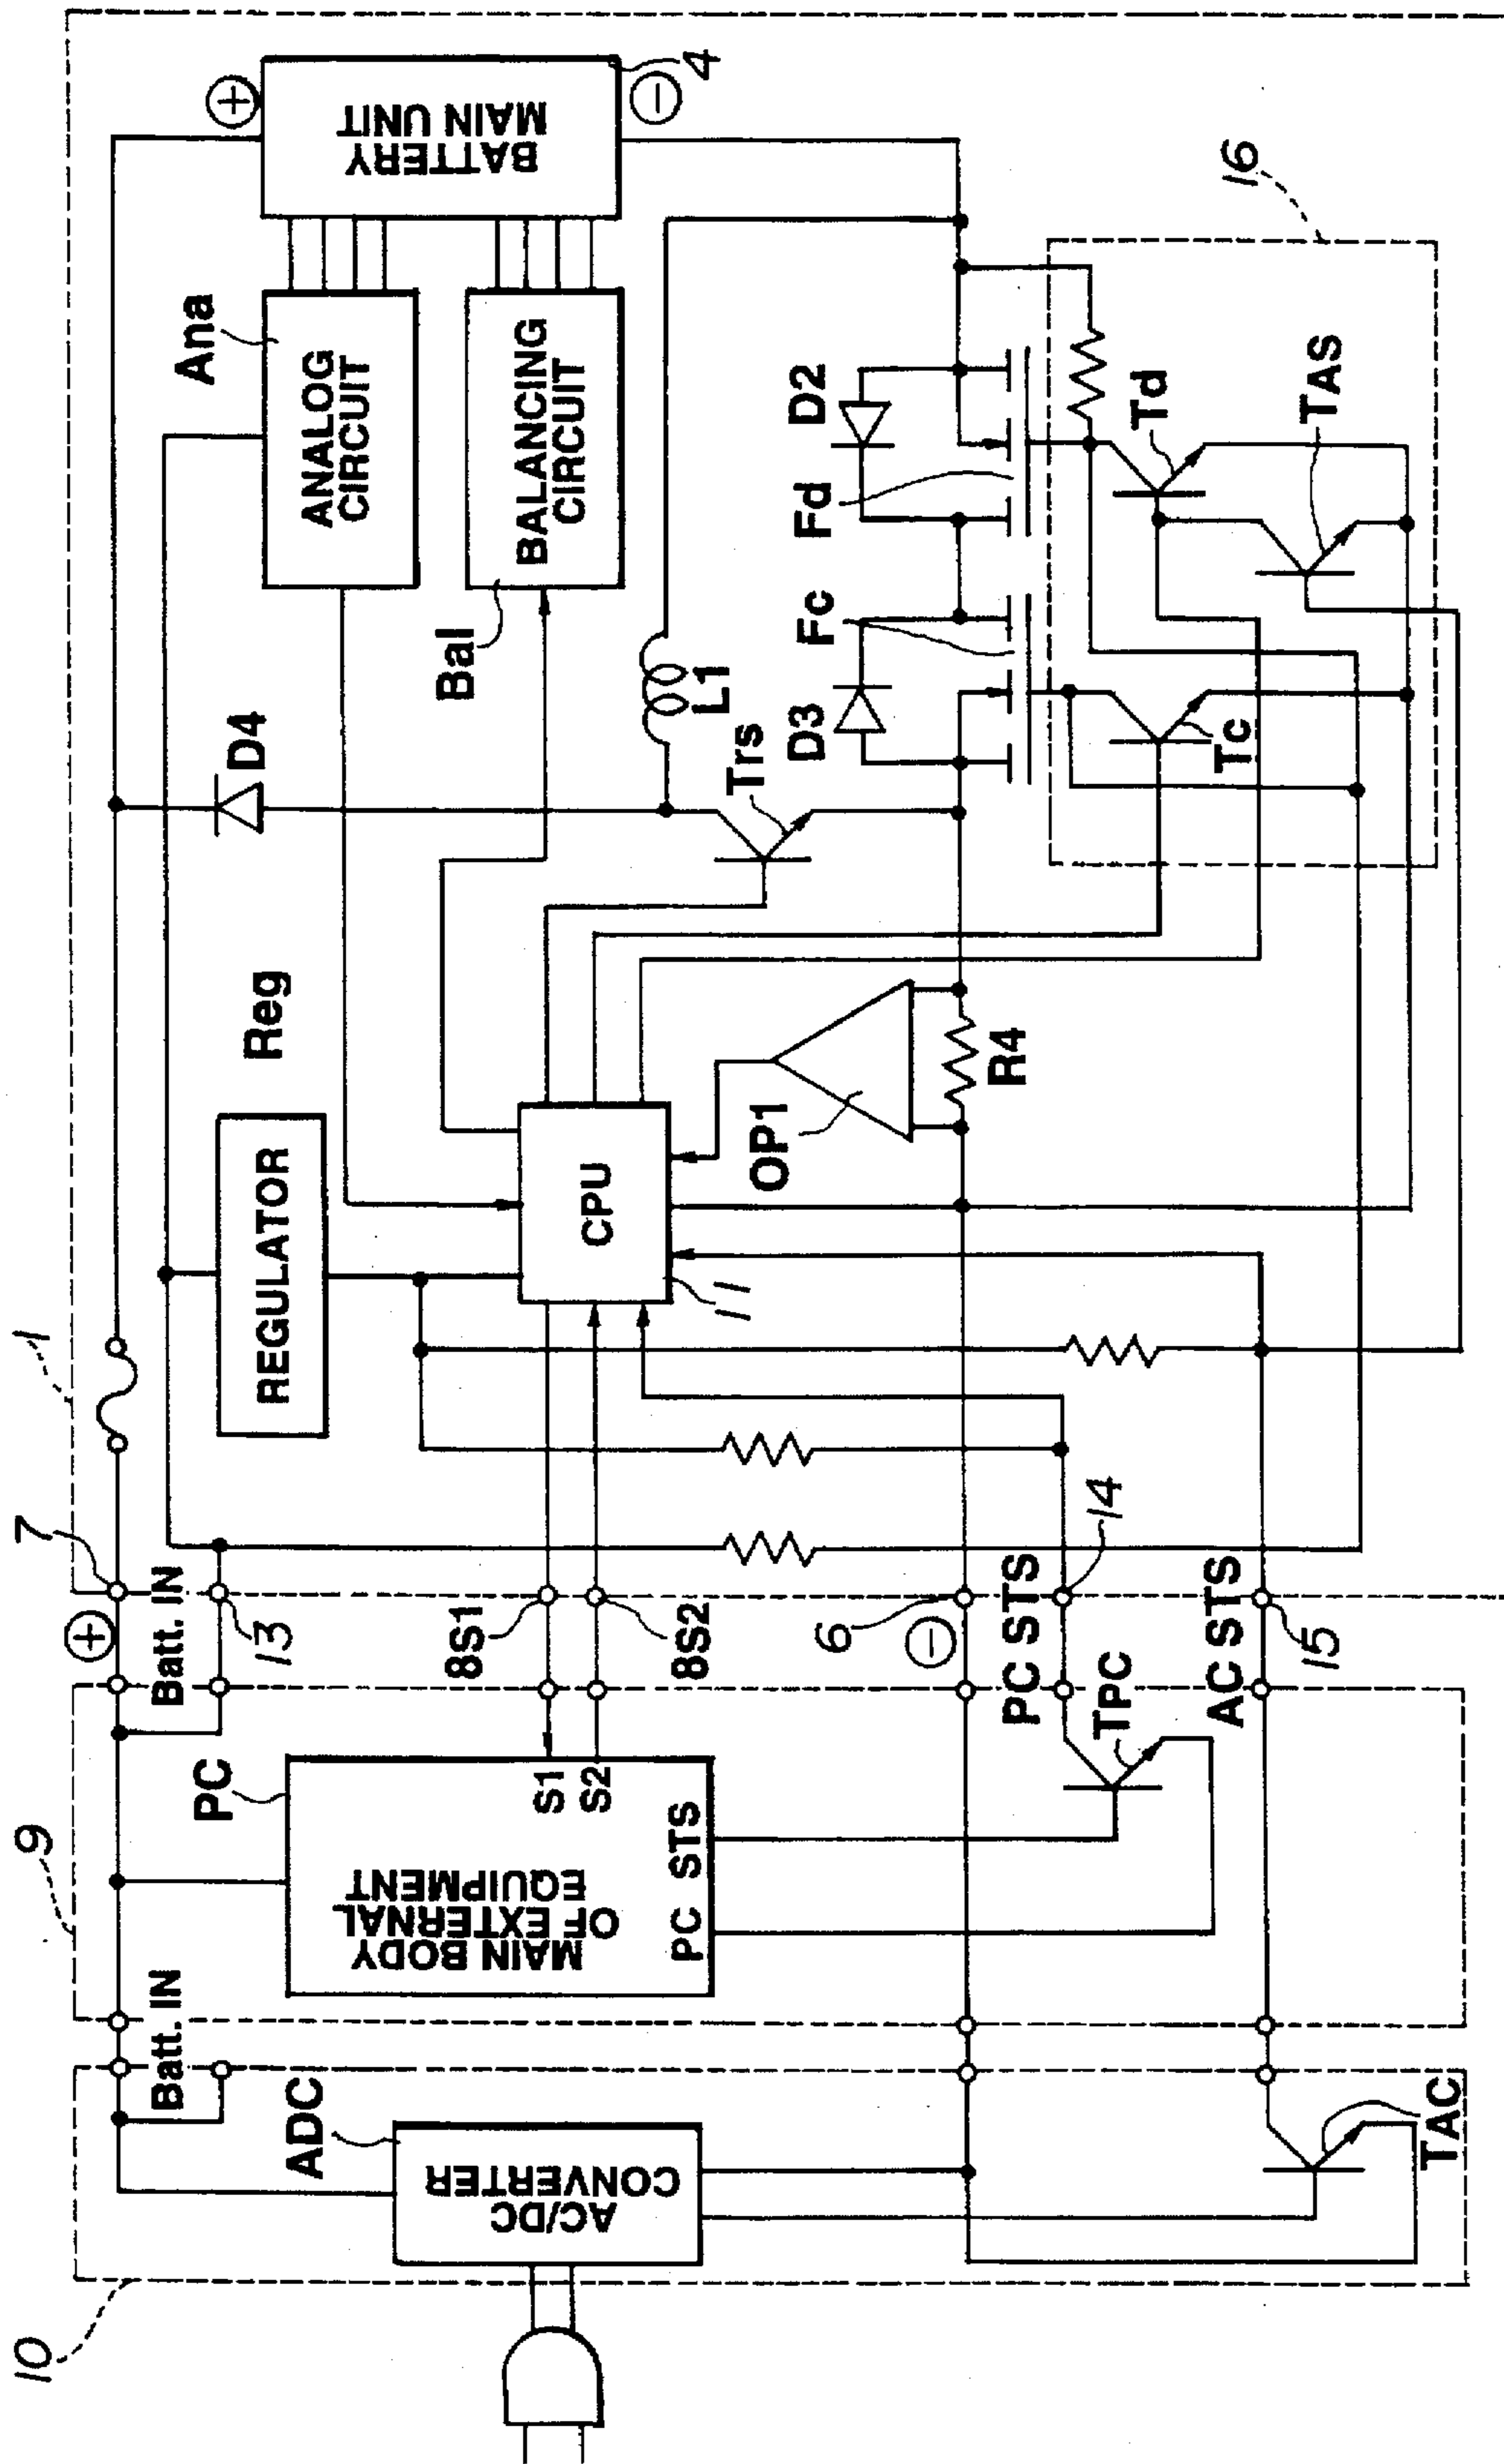 10
ADC
AC/DC
CONVERTER
TAC
Batt. IN
9
PC
MAIN BODY
OF EXTERNAL
EQUIPMENT
S1
S2
PC STS
TPC
Batt. IN
+
7
13
8S1
8S2
6
−
PC STS
14
AC STS
15
1
REGULATOR
Reg
CPU
11
OP1
R4
D4
Trs
L1
Ana
ANALOG
CIRCUIT
Bal
BALANCING
CIRCUIT
+
BATTERY
MAIN UNIT
4
−
D3
D2
Fc
Fd
16
Tc
Td
TAS